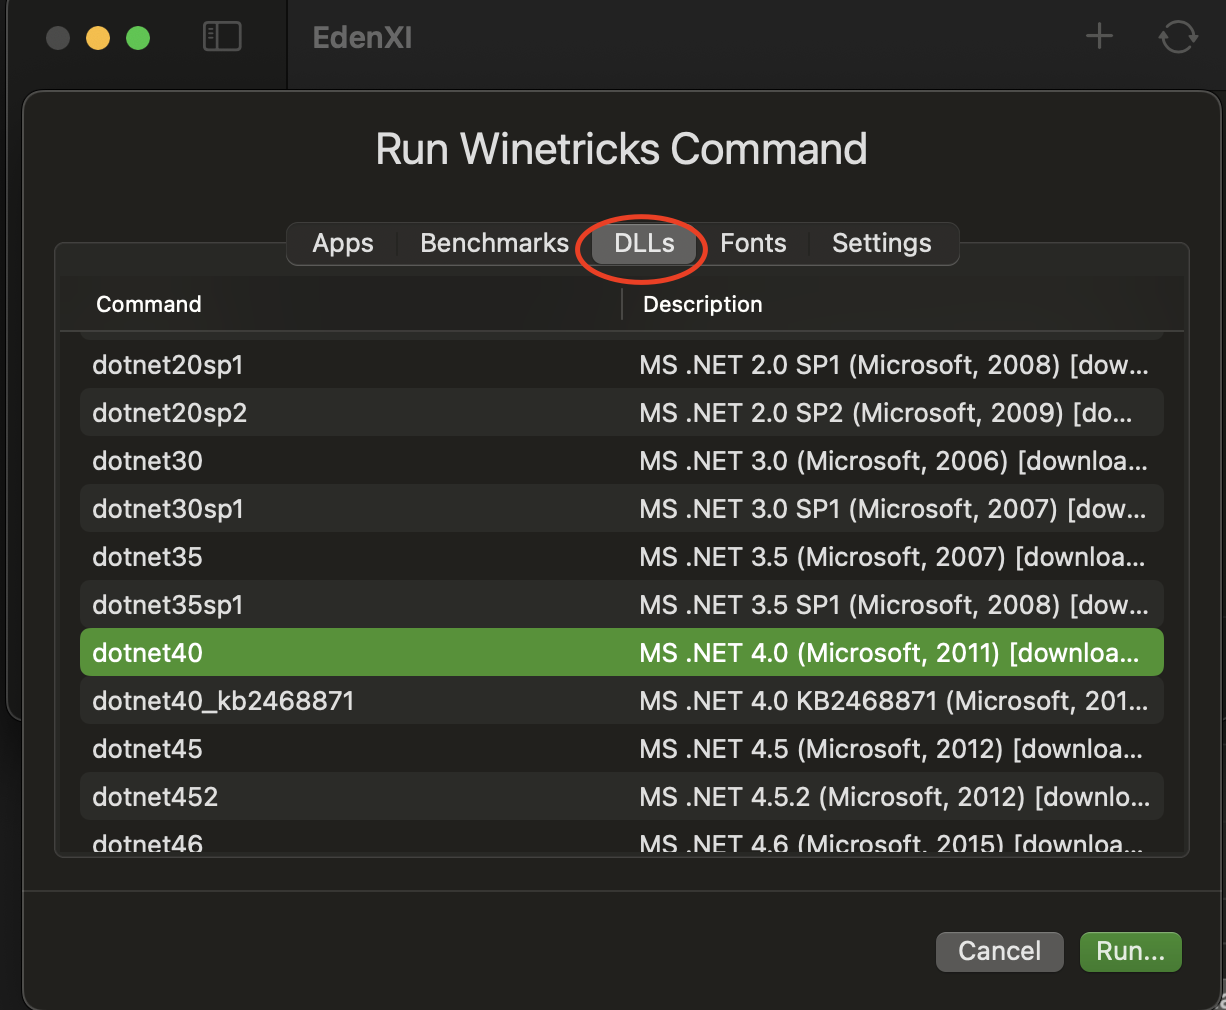 EdenXI
Run Winetricks Command
Apps Benchmarks DLLs Fonts Settings
Command Description
dotnet20sp1 MS .NET 2.0 SP1 (Microsoft, 2008) [dow...
dotnet20sp2 MS .NET 2.0 SP2 (Microsoft, 2009) [do...
dotnet30 MS .NET 3.0 (Microsoft, 2006) [downloa...
dotnet30sp1 MS .NET 3.0 SP1 (Microsoft, 2007) [dow...
dotnet35 MS .NET 3.5 (Microsoft, 2007) [downloa...
dotnet35sp1 MS .NET 3.5 SP1 (Microsoft, 2008) [dow...
dotnet40 MS .NET 4.0 (Microsoft, 2011) [downloa...
dotnet40_kb2468871 MS .NET 4.0 KB2468871 (Microsoft, 201...
dotnet45 MS .NET 4.5 (Microsoft, 2012) [downloa...
dotnet452 MS .NET 4.5.2 (Microsoft, 2012) [downlo...
dotnet46 MS .NET 4.6 (Microsoft, 2015) [downloa...
Cancel Run...